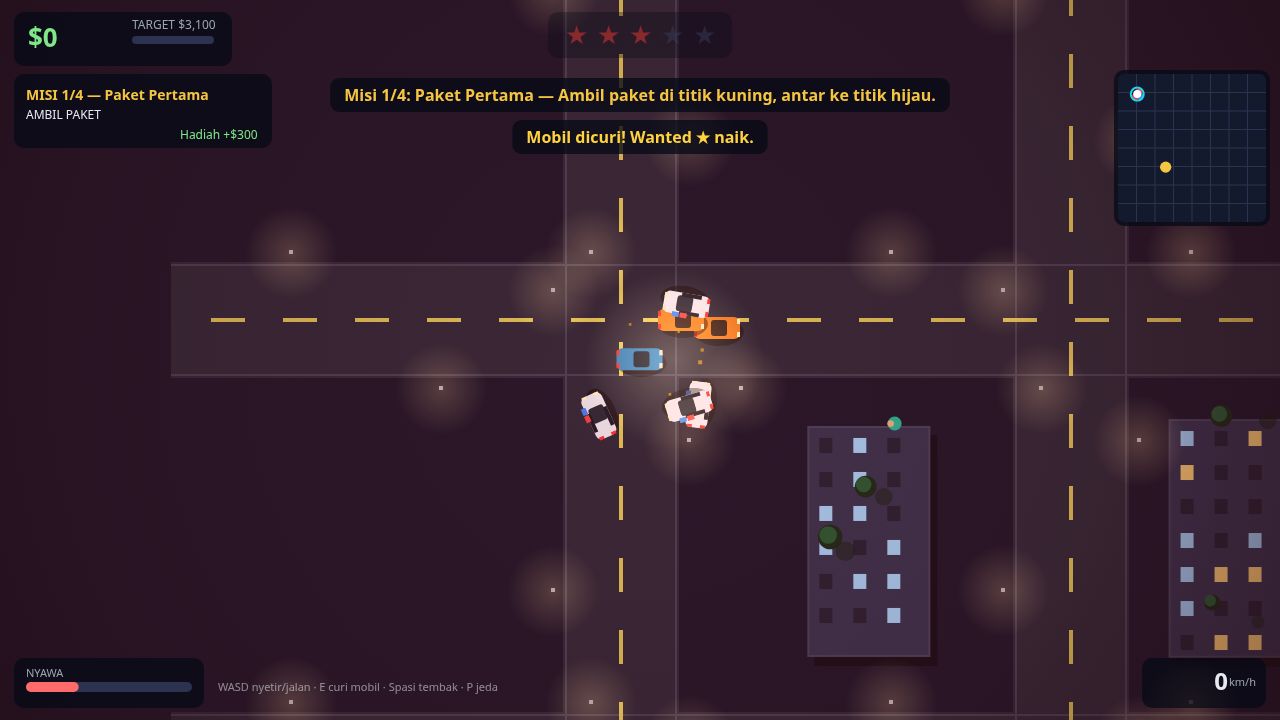 $0
TARGET $3,100
★★★★★
MISI 1/4 — Paket Pertama
AMBIL PAKET
Hadiah +$300
Misi 1/4: Paket Pertama — Ambil paket di titik kuning, antar ke titik hijau.
Mobil dicuri! Wanted ★ naik.
NYAWA
WASD nyetir/jalan · E curi mobil · Spasi tembak · P jeda
0 km/h